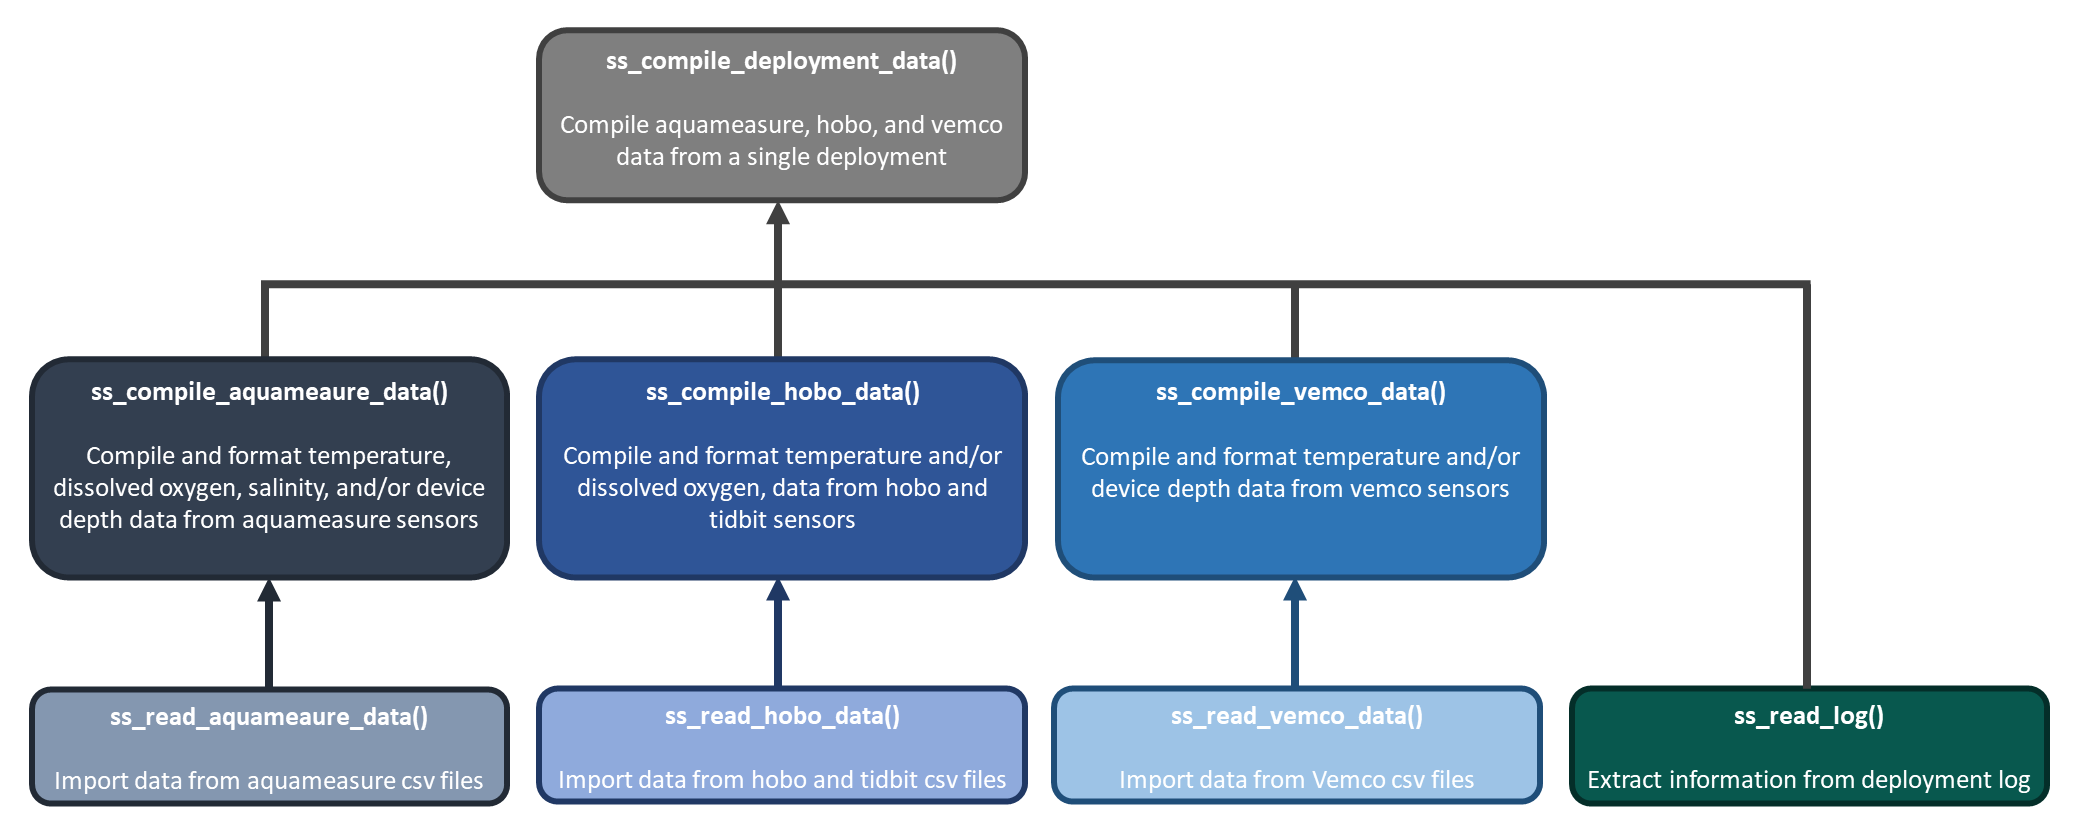 ss_compile_deployment_data()
Compile aquameasure, hobo, and vemco
data from a single deployment
ss_compile_aquameaure_data()
Compile and format temperature,
dissolved oxygen, salinity, and/or device
depth data from aquameasure sensors
ss_compile_hobo_data()
Compile and format temperature and/or
dissolved oxygen, data from hobo and
tidbit sensors
ss_compile_vemco_data()
Compile and format temperature and/or
device depth data from vemco sensors
ss_read_aquameaure_data()
Import data from aquameasure csv files
ss_read_hobo_data()
Import data from hobo and tidbit csv files
ss_read_vemco_data()
Import data from Vemco csv files
ss_read_log()
Extract information from deployment log